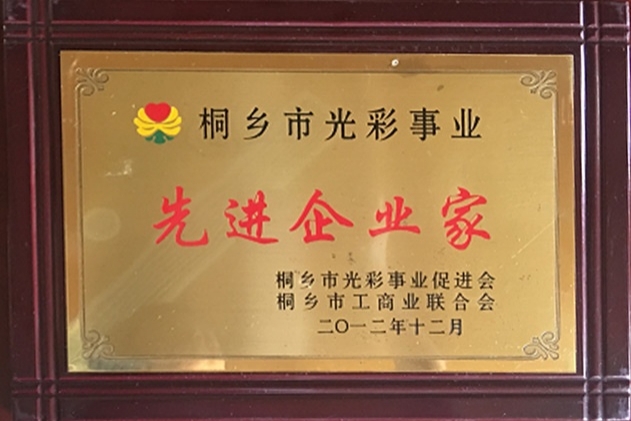 桐乡市光彩事业
先进企业家
桐乡市光彩事业促进会
桐乡市工商业联合会
二〇一二年十二月